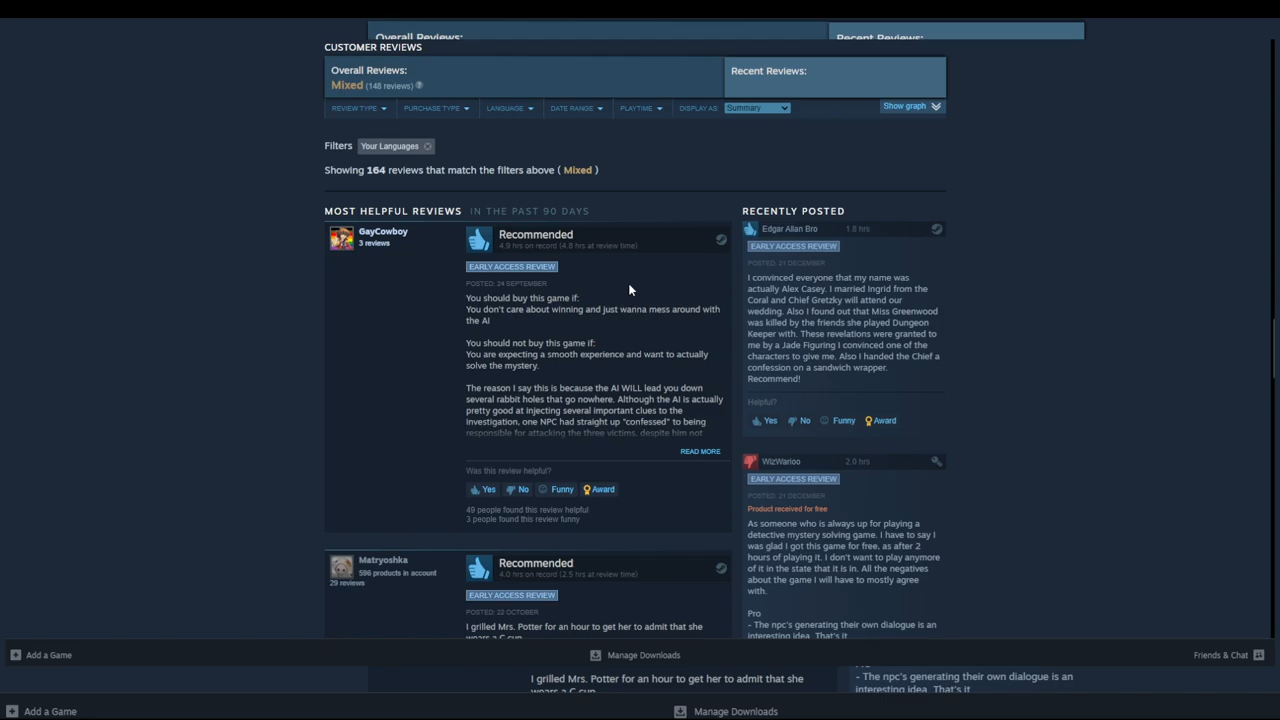 Overall Reviews:
Recent Reviews:
CUSTOMER REVIEWS
Overall Reviews:
Mixed (148 reviews)
Recent Reviews:
REVIEW TYPE
PURCHASE TYPE
LANGUAGE
DATE RANGE
PLAYTIME
DISPLAY AS:
Summary
Show graph
Filters
Your Languages
Showing 164 reviews that match the filters above ( Mixed )
MOST HELPFUL REVIEWS IN THE PAST 90 DAYS
GayCowboy
3 reviews
Recommended
4.9 hrs on record (4.8 hrs at review time)
EARLY ACCESS REVIEW
POSTED: 24 SEPTEMBER
You should buy this game if:
You don't care about winning and just wanna mess around with
the AI
You should not buy this game if:
You are expecting a smooth experience and want to actually
solve the mystery.
The reason I say this is because the AI WILL lead you down
several rabbit holes that go nowhere. Although the AI is actually
pretty good at injecting several important clues to the
investigation, one NPC had straight up "confessed" to being
responsible for attacking the three victims, despite him not
READ MORE
Was this review helpful?
Yes
No
Funny
Award
49 people found this review helpful
3 people found this review funny
Matryoshka
596 products in account
29 reviews
Recommended
4.0 hrs on record (2.5 hrs at review time)
EARLY ACCESS REVIEW
POSTED: 22 OCTOBER
I grilled Mrs. Potter for an hour to get her to admit that she
wears a C cup
RECENTLY POSTED
Edgar Allan Bro
1.8 hrs
EARLY ACCESS REVIEW
POSTED: 21 DECEMBER
I convinced everyone that my name was
actually Alex Casey. I married Ingrid from the
Coral and Chief Gretzky will attend our
wedding. Also I found out that Miss Greenwood
was killed by the friends she played Dungeon
Keeper with. These revelations were granted to
me by a Jade Figuring I convinced one of the
characters to give me. Also I handed the Chief a
confession on a sandwich wrapper.
Recommend!
Helpful?
Yes
No
Funny
Award
WizWarioo
2.0 hrs
EARLY ACCESS REVIEW
POSTED: 21 DECEMBER
Product received for free
As someone who is always up for playing a
detective mystery solving game. I have to say I
was glad I got this game for free, as after 2
hours of playing it. I don't want to play anymore
of it in the state that it is in. All the negatives
about the game I will have to mostly agree
with.
Pro
- The npc's generating their own dialogue is an
interesting idea. That's it
Add a Game
Manage Downloads
Friends & Chat
I grilled Mrs. Potter for an hour to get her to admit that she
wears a C cup
- The npc's generating their own dialogue is an
interesting idea. That's it
Add a Game
Manage Downloads